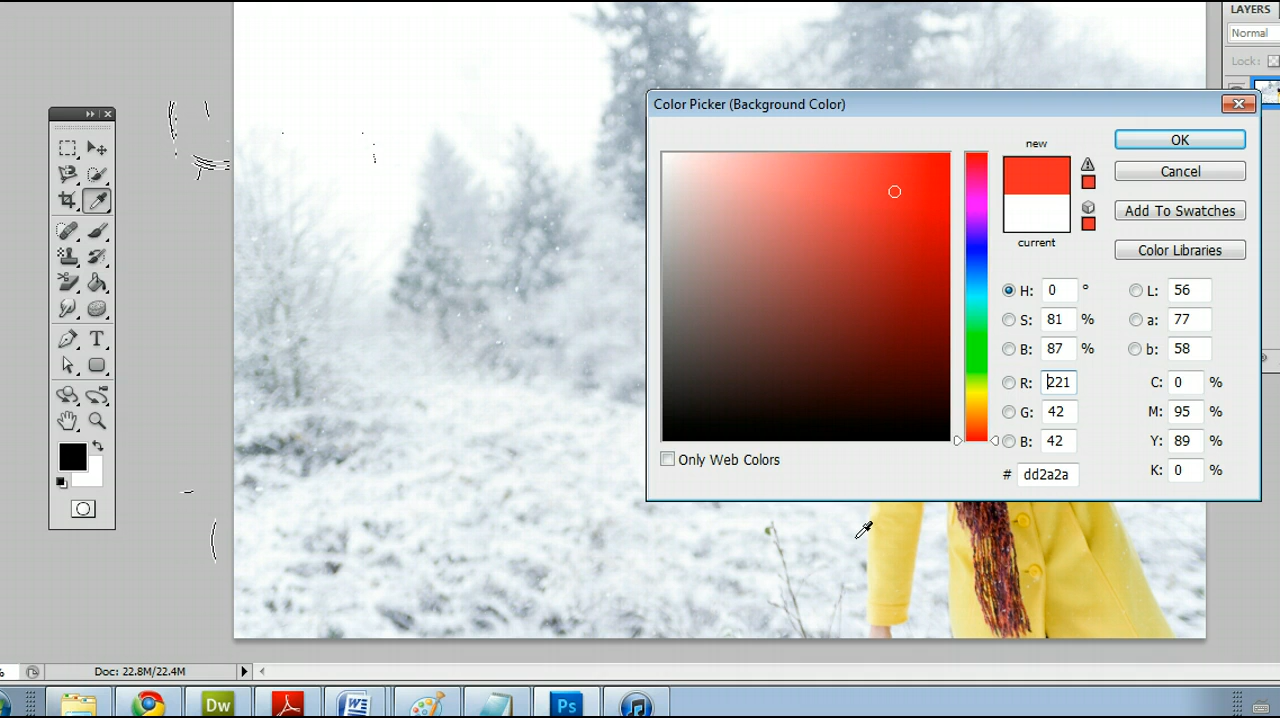 LAYERS
Normal
Lock:
Color Picker (Background Color)
new
current
OK
Cancel
Add To Swatches
Color Libraries
H: 0 °
S: 81 %
B: 87 %
R: 221
G: 42
B: 42
# dd2a2a
L: 56
a: 77
b: 58
C: 0 %
M: 95 %
Y: 89 %
K: 0 %
Only Web Colors
T
% Doc: 22.8M/22.4M
Dw
W
Ps